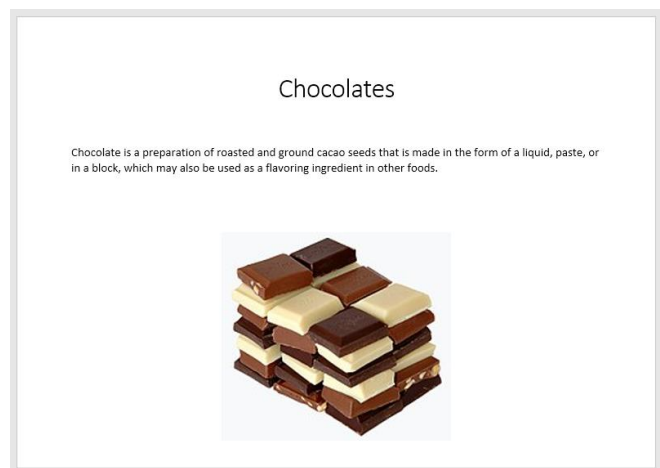 Chocolates
Chocolate is a preparation of roasted and ground cacao seeds that is made in the form of a liquid, paste, or
in a block, which may also be used as a flavoring ingredient in other foods.